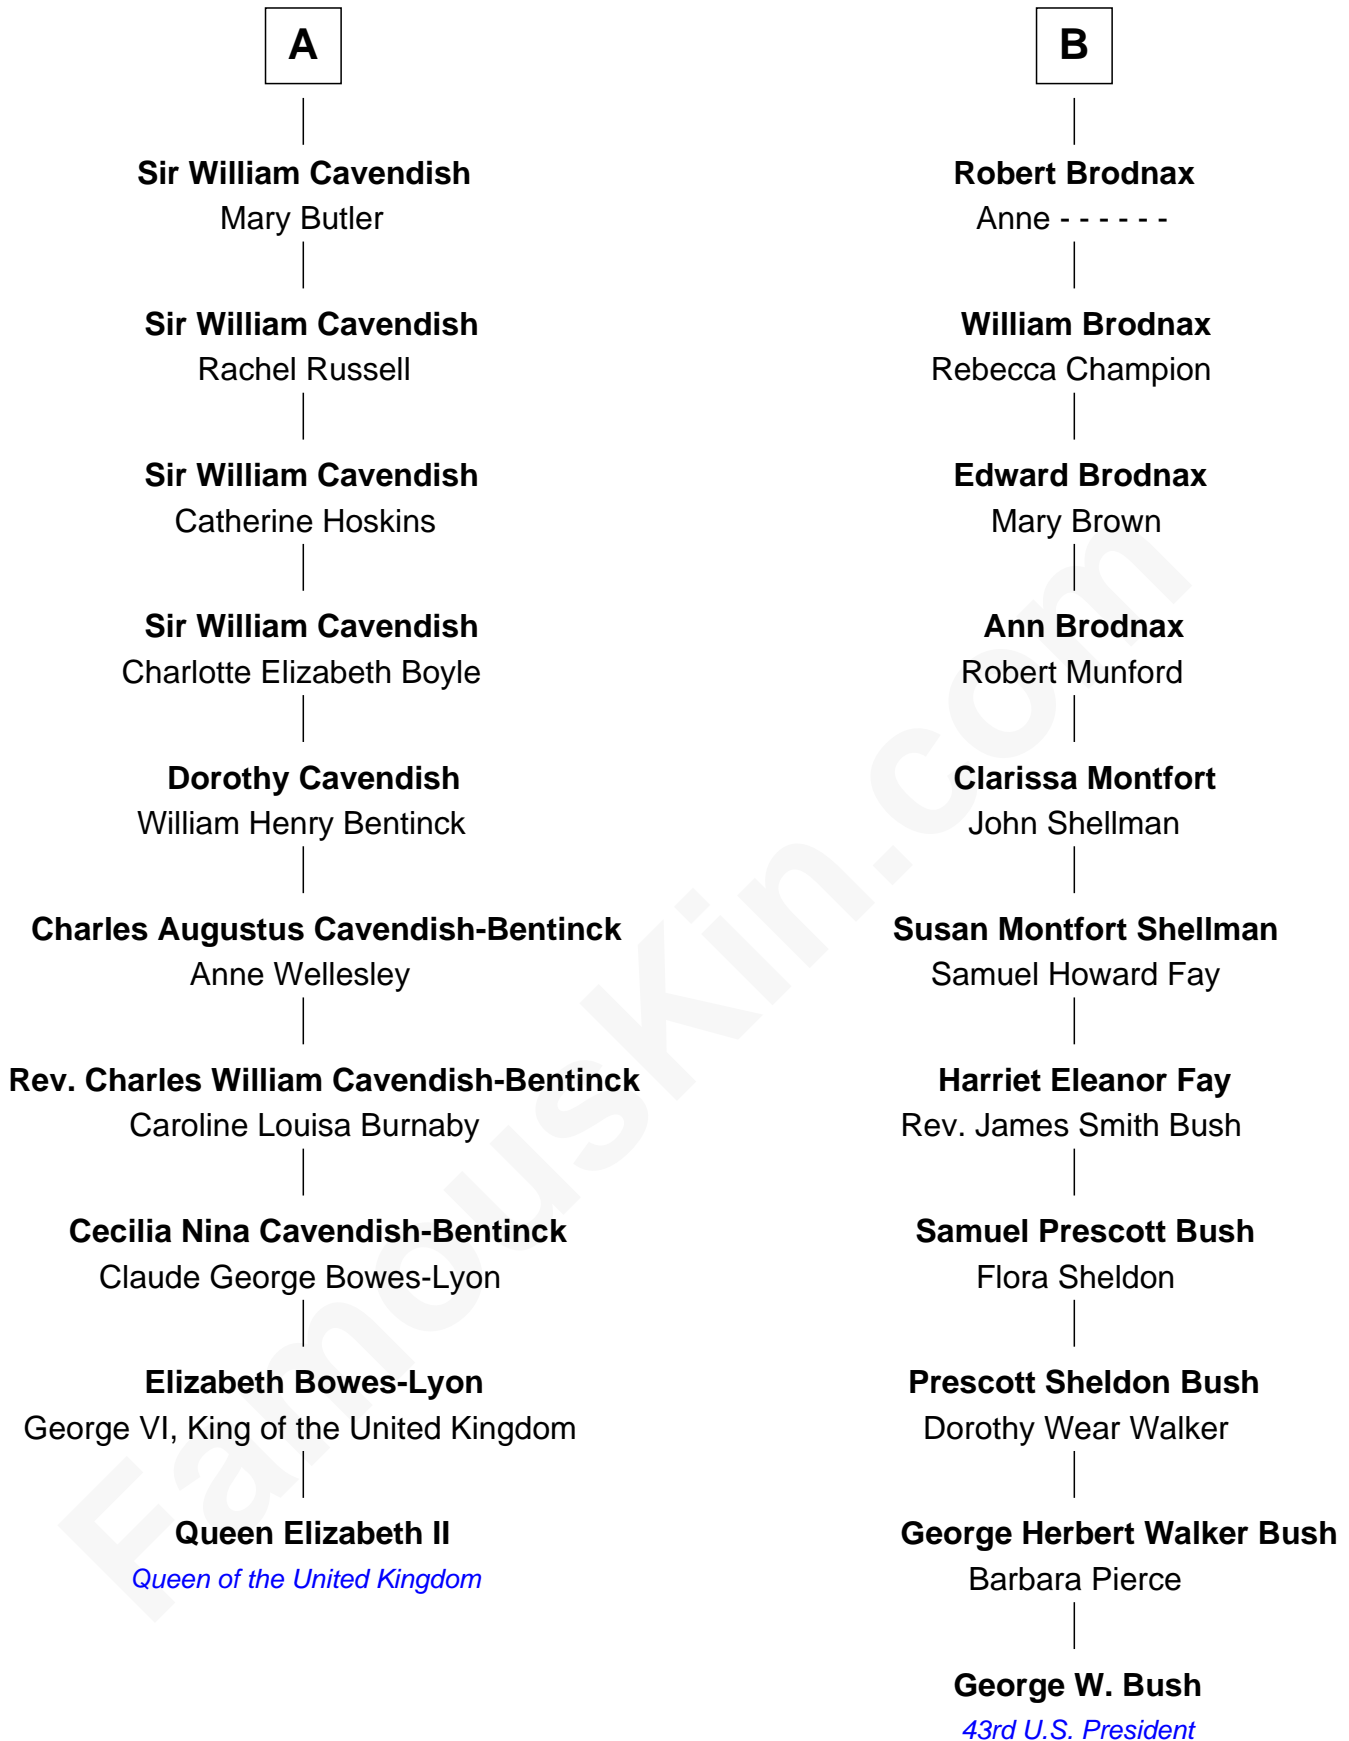 A
Sir William Cavendish
Mary Butler
Sir William Cavendish
Rachel Russell
Sir William Cavendish
Catherine Hoskins
Sir William Cavendish
Charlotte Elizabeth Boyle
Dorothy Cavendish
William Henry Bentinck
Charles Augustus Cavendish-Bentinck
Anne Wellesley
Rev. Charles William Cavendish-Bentinck
Caroline Louisa Burnaby
Cecilia Nina Cavendish-Bentinck
Claude George Bowes-Lyon
Elizabeth Bowes-Lyon
George VI, King of the United Kingdom
Queen Elizabeth II
Queen of the United Kingdom
B
Robert Brodnax
Anne - - - - - -
William Brodnax
Rebecca Champion
Edward Brodnax
Mary Brown
Ann Brodnax
Robert Munford
Clarissa Montfort
John Shellman
Susan Montfort Shellman
Samuel Howard Fay
Harriet Eleanor Fay
Rev. James Smith Bush
Samuel Prescott Bush
Flora Sheldon
Prescott Sheldon Bush
Dorothy Wear Walker
George Herbert Walker Bush
Barbara Pierce
George W. Bush
43rd U.S. President
FamousKin.com